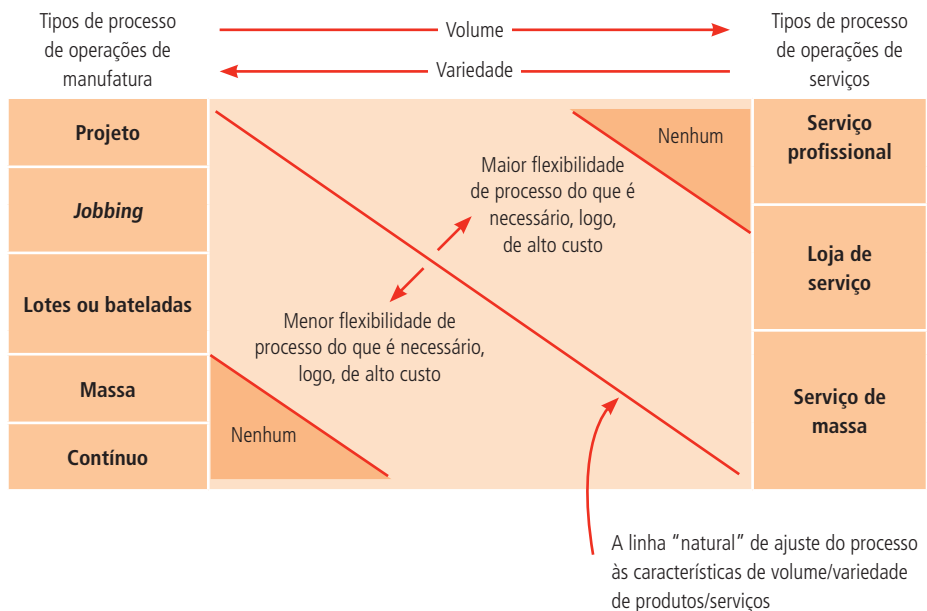 Tipos de processo
de operações de
manufatura
Volume
Variedade
Tipos de processo
de operações de
serviços
Projeto
Jobbing
Lotes ou bateladas
Massa
Contínuo
Nenhum
Maior flexibilidade
de processo do que é
necessário, logo,
de alto custo
Menor flexibilidade de
processo do que é necessário,
logo, de alto custo
Nenhum
Serviço
profissional
Loja de
serviço
Serviço de
massa
A linha “natural” de ajuste do processo
às características de volume/variedade
de produtos/serviços